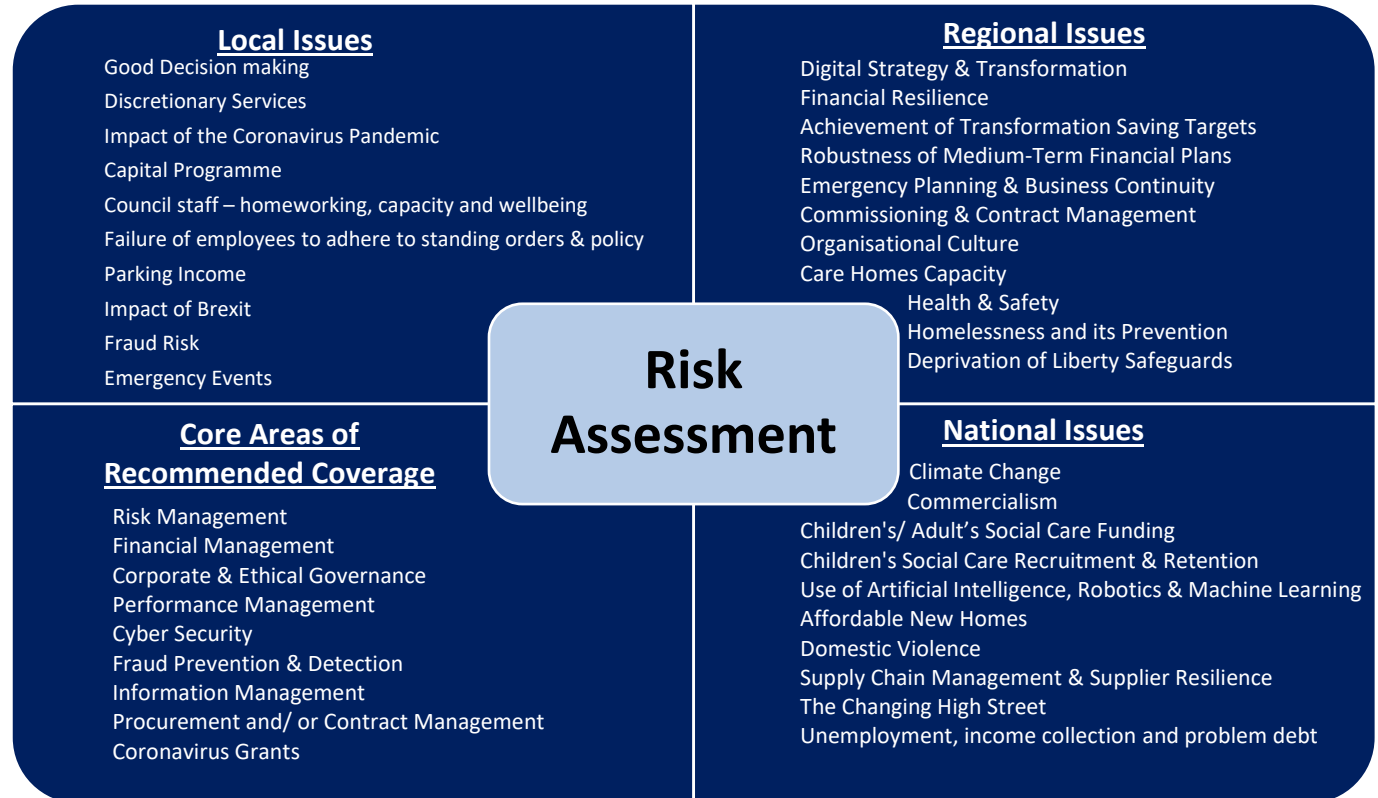 Local Issues
Good Decision making
Discretionary Services
Impact of the Coronavirus Pandemic
Capital Programme
Council staff – homeworking, capacity and wellbeing
Failure of employees to adhere to standing orders & policy
Parking Income
Impact of Brexit
Fraud Risk
Emergency Events
Regional Issues
Digital Strategy & Transformation
Financial Resilience
Achievement of Transformation Saving Targets
Robustness of Medium-Term Financial Plans
Emergency Planning & Business Continuity
Commissioning & Contract Management
Organisational Culture
Care Homes Capacity
Health & Safety
Homelessness and its Prevention
Deprivation of Liberty Safeguards
Risk
Assessment
Core Areas of
Recommended Coverage
Risk Management
Financial Management
Corporate & Ethical Governance
Performance Management
Cyber Security
Fraud Prevention & Detection
Information Management
Procurement and/ or Contract Management
Coronavirus Grants
National Issues
Climate Change
Commercialism
Children's/ Adult’s Social Care Funding
Children's Social Care Recruitment & Retention
Use of Artificial Intelligence, Robotics & Machine Learning
Affordable New Homes
Domestic Violence
Supply Chain Management & Supplier Resilience
The Changing High Street
Unemployment, income collection and problem debt